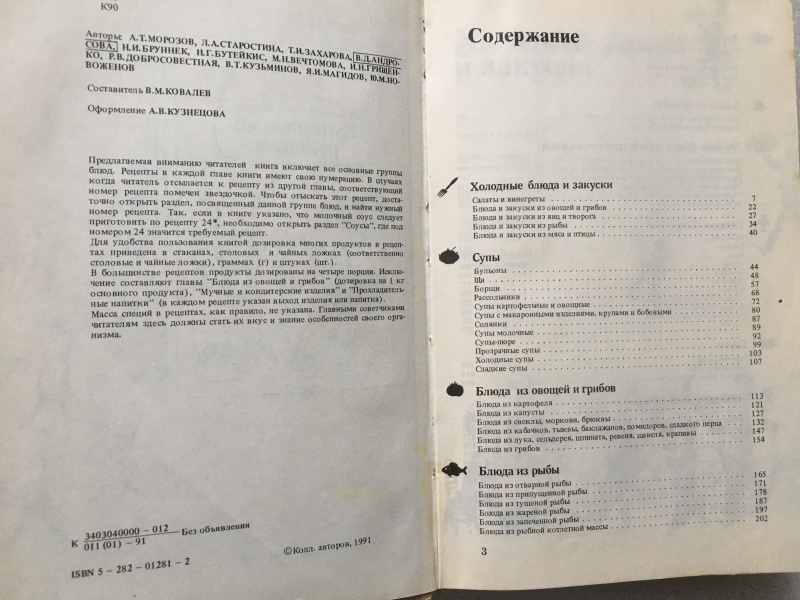 К90
Авторы: А.Т.МОРОЗОВ, Л.А.СТАРОСТИНА, Т.И.ЗАХАРОВА, В.Д.АНДРО-
СОВА, Н.И.БРУННЕК, Н.Г.БУТЕЙКИС, М.Н.ВЕЧТОМОВА, И.Н.ГРИЩЕН-
КО, Р.В.ДОБРОСОВЕСТНАЯ, В.Т.КУЗЬМИНОВ, Я.И.МАГИДОВ, Ю.М.НО-
ВОЖЕНОВ
Составитель В.М.КОВАЛЕВ
Оформление А.В.КУЗНЕЦОВА
Предлагаемая вниманию читателей книга включает все основные группы
блюд. Рецепты в каждой главе книги имеют свою нумерацию. В случаях
когда читатель отсылается к рецепту из другой главы, соответствующий
номер рецепта помечен звездочкой. Чтобы отыскать этот рецепт, доста-
точно открыть раздел, посвященный данной группе блюд, и найти нужный
номер рецепта. Так, если в книге указано, что молочный соус следует
приготовить по рецепту 24*, необходимо открыть раздел "Соусы", где под
номером 24 значится требуемый рецепт.
Для удобства пользования книгой дозировка многих продуктов в рецеп-
тах приведена в стаканах, столовых и чайных ложках (соответственно
столовые и чайные ложки), граммах (г) и штуках (шт.).
В большинстве рецептов продукты дозированы на четыре порции. Исклю-
чение составляют главы "Блюда из овощей и грибов" (дозировка на 1 кг
основного продукта), "Мучные и кондитерские изделия" и "Прохладитель-
ные напитки" (в каждом рецепте указан выход изделия или напитка).
Масса специй в рецептах, как правило, не указана. Главными советчиками
читателям здесь должны стать их вкус и знание особенностей своего орга-
низма.
К 3403040000 – 012
011 (01) – 91
Без объявления
ISBN 5 – 282 – 01281 – 2
©Колл. авторов, 1991
Содержание
Холодные блюда и закуски
Салаты и винегреты 7
Блюда и закуски из овощей и грибов 22
Блюда и закуски из яиц и творога 27
Блюда и закуски из рыбы 34
Блюда и закуски из мяса и птицы 40
Супы
Бульоны 44
Щи 48
Борщи 57
Рассольники 68
Супы картофельные и овощные 72
Супы с макаронными изделиями, крупами и бобовыми 80
Солянки 87
Супы молочные 89
Супы-пюре 92
Прозрачные супы 99
Холодные супы 103
Сладкие супы 107
Блюда из овощей и грибов
Блюда из картофеля 113
Блюда из капусты 121
Блюда из свеклы, моркови, брюквы 127
Блюда из кабачков, тыквы, баклажанов, помидоров, сладкого перца 132
Блюда из лука, сельдерея, шпината, ревеня, щавеля, крапивы 147
Блюда из грибов 154
Блюда из рыбы
Блюда из отварной рыбы 165
Блюда из припущенной рыбы 171
Блюда из тушеной рыбы 178
Блюда из жареной рыбы 187
Блюда из запеченной рыбы 197
Блюда из рыбной котлетной массы 202
3